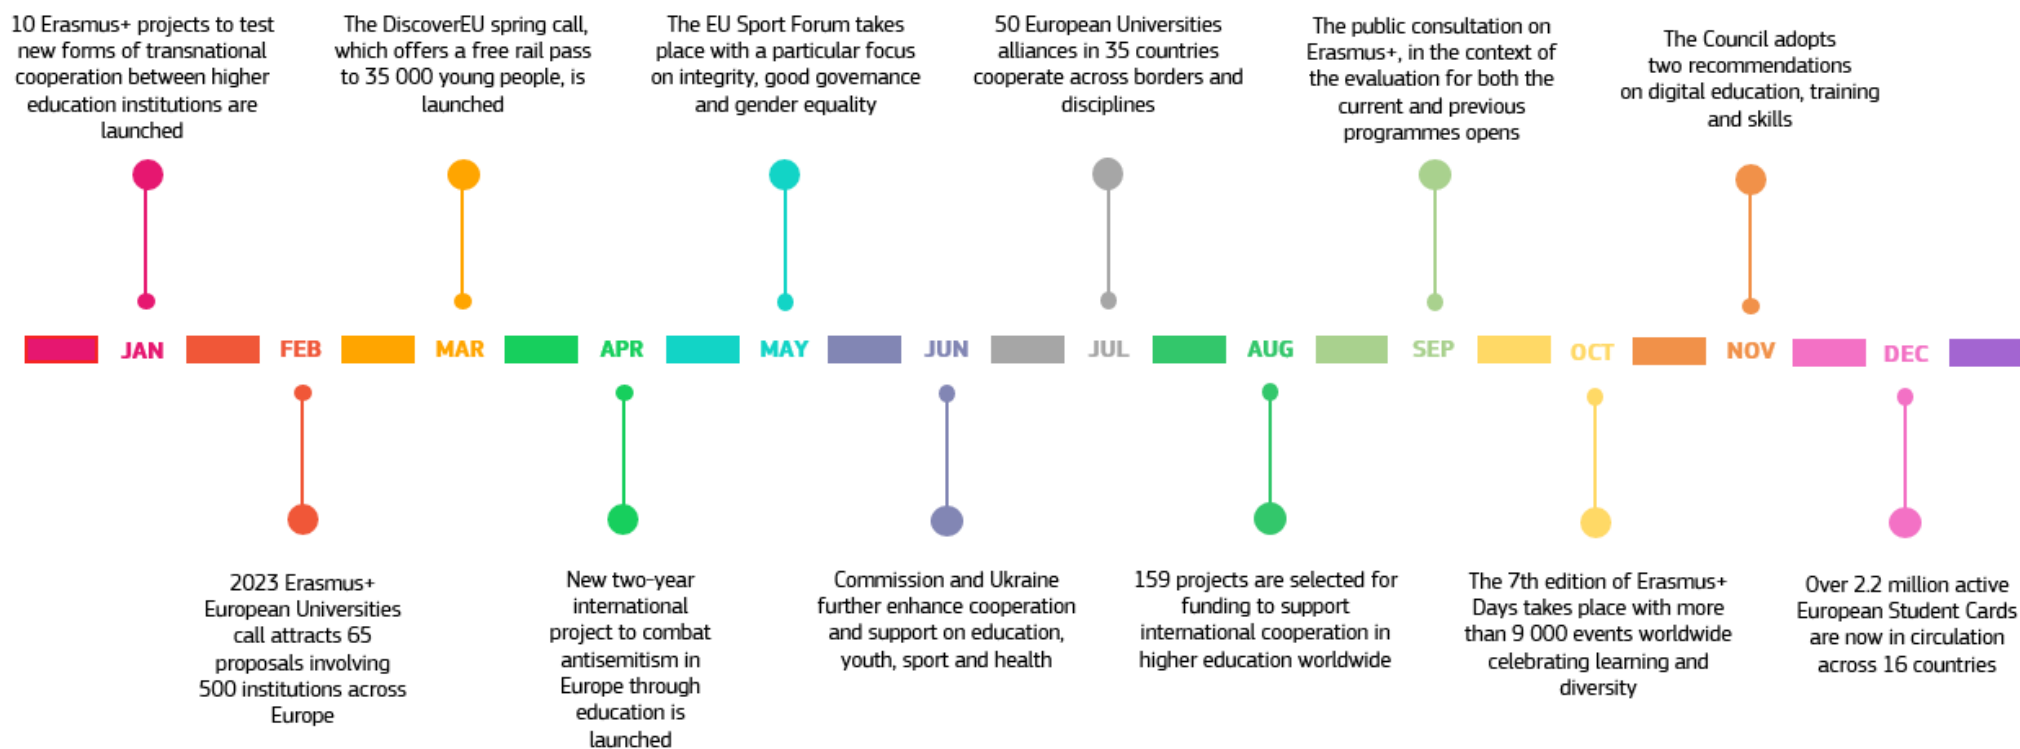 10 Erasmus+ projects to test
new forms of transnational
cooperation between higher
education institutions are
launched
The DiscoverEU spring call,
which offers a free rail pass
to 35 000 young people, is
launched
The EU Sport Forum takes
place with a particular focus
on integrity, good governance
and gender equality
50 European Universities
alliances in 35 countries
cooperate across borders and
disciplines
The public consultation on
Erasmus+, in the context of
the evaluation for both the
current and previous
programmes opens
The Council adopts
two recommendations
on digital education, training
and skills
JAN
FEB
MAR
APR
MAY
JUN
JUL
AUG
SEP
OCT
NOV
DEC
2023 Erasmus+
European Universities
call attracts 65
proposals involving
500 institutions across
Europe
New two-year
international
project to combat
antisemitism in
Europe through
education is
launched
Commission and Ukraine
further enhance cooperation
and support on education,
youth, sport and health
159 projects are selected for
funding to support
international cooperation in
higher education worldwide
The 7th edition of Erasmus+
Days takes place with more
than 9 000 events worldwide
celebrating learning and
diversity
Over 2.2 million active
European Student Cards
are now in circulation
across 16 countries